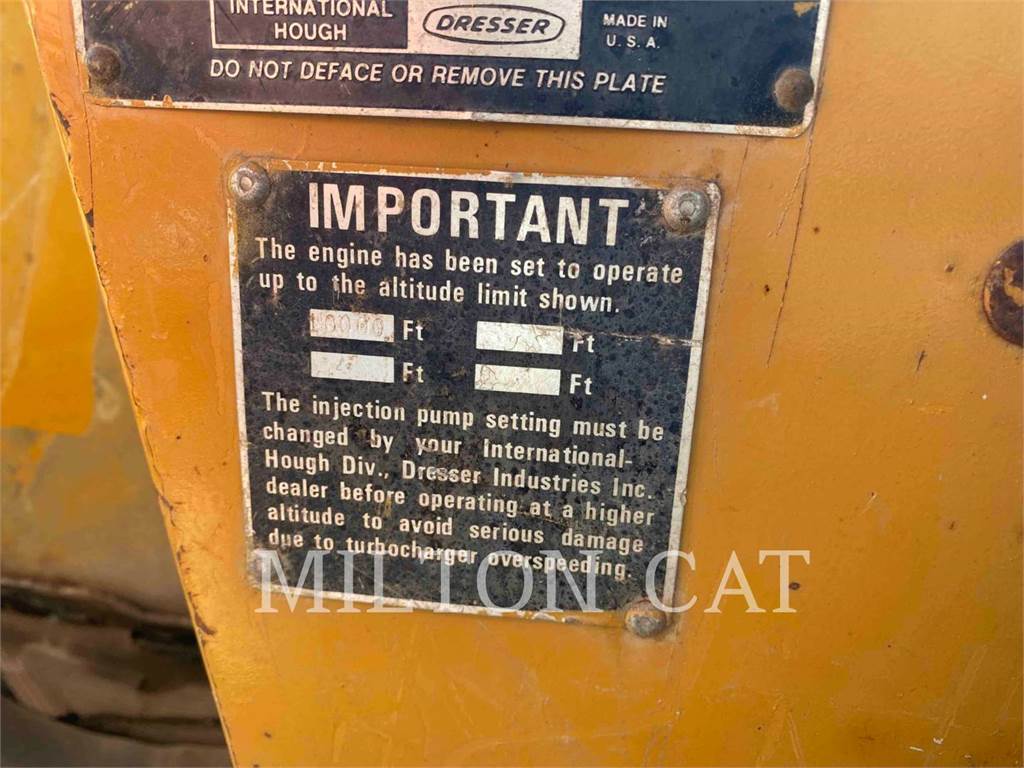 INTERNATIONAL
HOUGH
DRESSER
MADE IN
U.S.A.
DO NOT DEFACE OR REMOVE THIS PLATE
IMPORTANT
The engine has been set to operate
up to the altitude limit shown.
10000 Ft Ft
Ft Ft
The injection pump setting must be
changed by your International-
Hough Div., Dresser Industries Inc.
dealer before operating at a higher
altitude to avoid serious damage
due to turbocharger overspeeding.
MILTON CAT